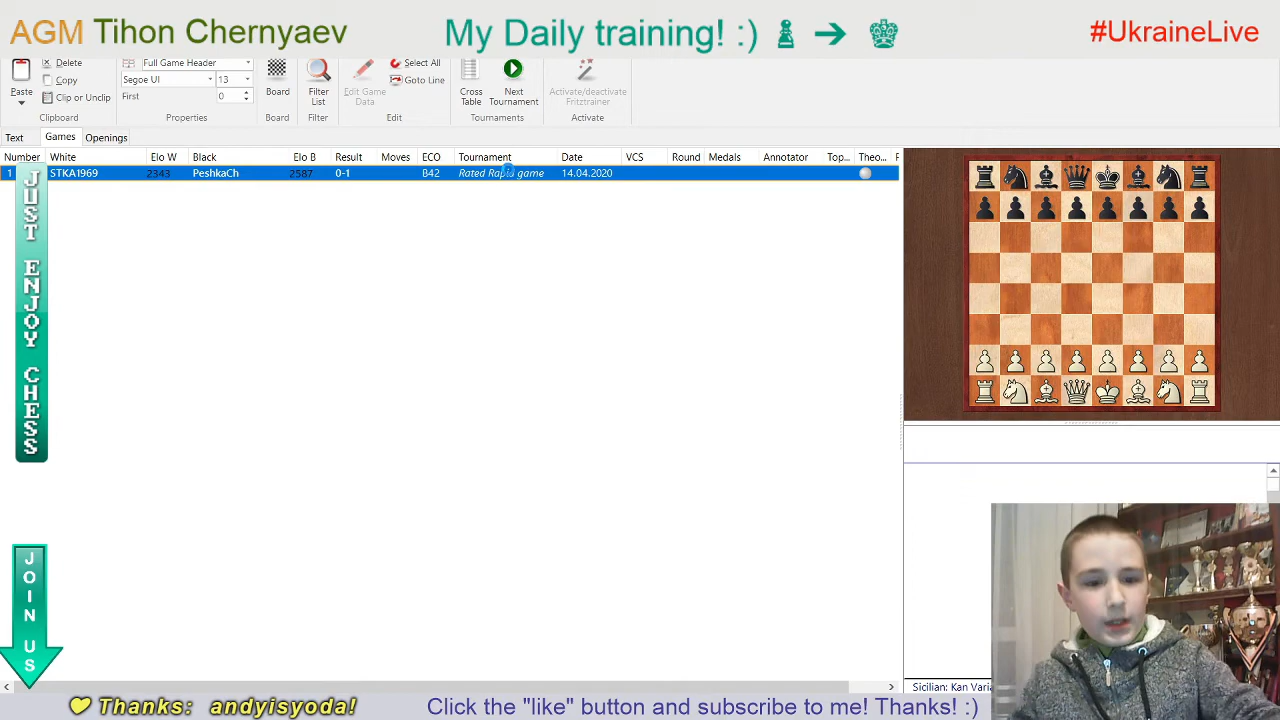 AGM Tihon Chernyaev
My Daily training! :)
#UkraineLive
Paste
Delete
Copy
Clip or Unclip
Clipboard
Full Game Header
Segoe UI
13
First
0
Properties
Board
Board
Filter
List
Filter
Edit Game
Data
Select All
Goto Line
Edit
Cross
Table
Next
Tournament
Tournaments
Activate/deactivate
Fritztrainer
Activate
Text
Games
Openings
Number White Elo W Black Elo B Result Moves ECO Tournament Date VCS Round Medals Annotator Top... Theo...
1 STKA1969 2343 PeshkaCh 2587 0-1 B42 Rated Rapid game 14.04.2020
JUST ENJOY CHESS
JOIN US
Sicilian: Kan Varia
Thanks: andyisyoda!
Click the "like" button and subscribe to me! Thanks! :)